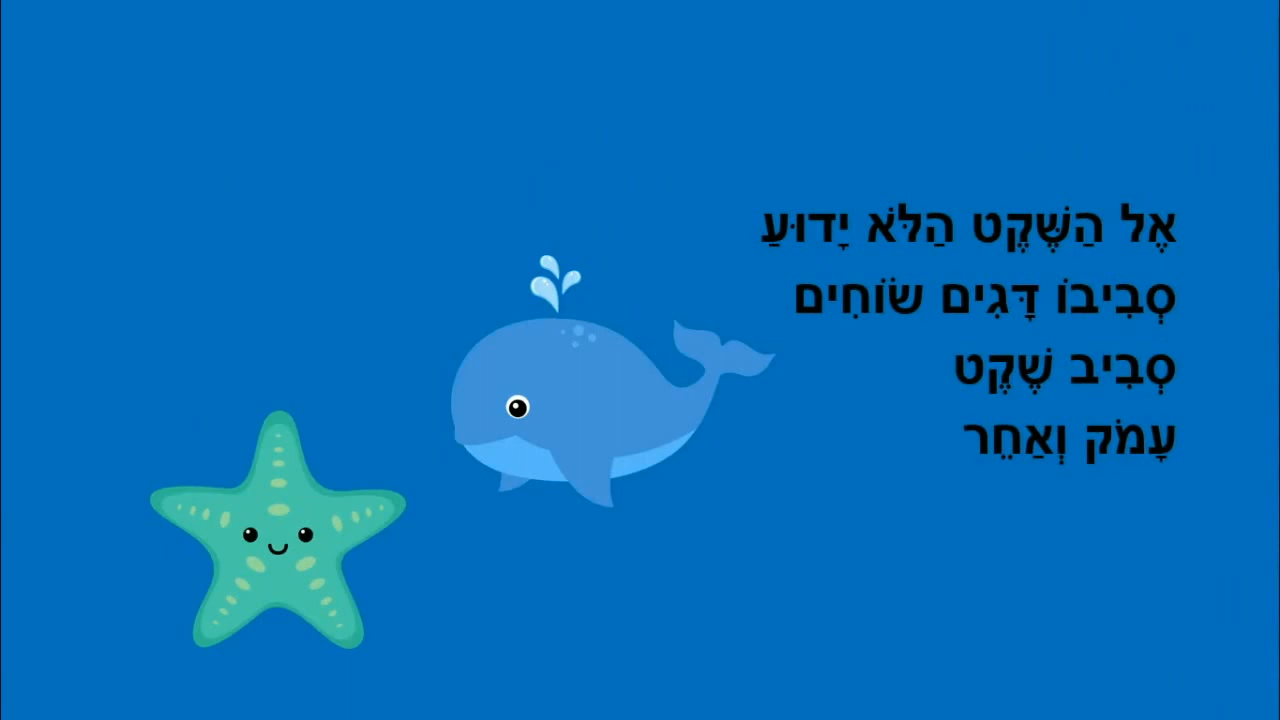 אֶל הַשֶּׁקֶט הַלֹּא יָדוּעַ
סְבִיבוֹ דָּגִים שׂוֹחִים
סְבִיב שֶׁקֶט
עָמֹק וְאַחֵר